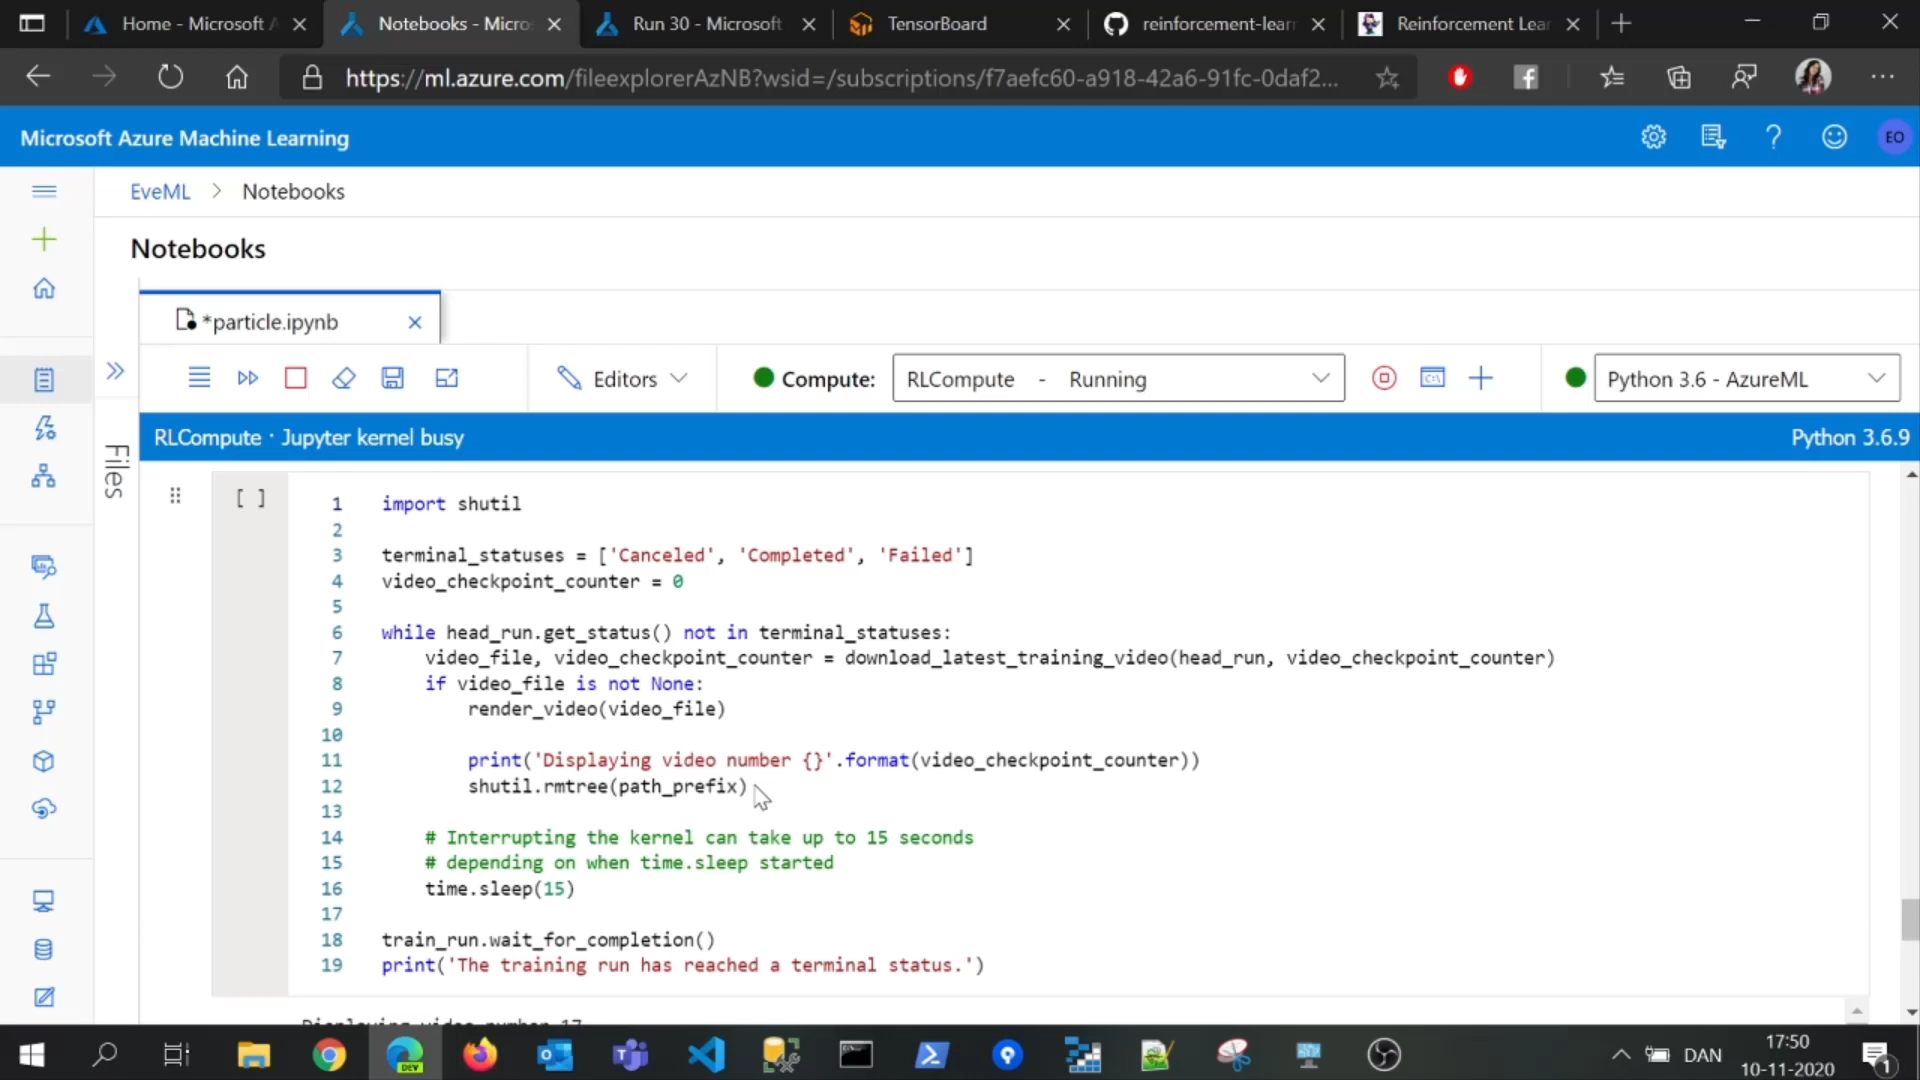 Home - Microsoft A
Notebooks - Micro
Run 30 - Microsoft
TensorBoard
reinforcement-learn
Reinforcement Lea
https://ml.azure.com/fileexplorerAzNB?wsid=/subscriptions/f7aefc60-a918-42a6-91fc-0daf2...
Microsoft Azure Machine Learning
EO
EveML > Notebooks
Notebooks
*particle.ipynb
Editors
Compute:
RLCompute - Running
Python 3.6 - AzureML
RLCompute · Jupyter kernel busy
Python 3.6.9
Files
[ ]
1 import shutil
2
3 terminal_statuses = ['Canceled', 'Completed', 'Failed']
4 video_checkpoint_counter = 0
5
6 while head_run.get_status() not in terminal_statuses:
7 video_file, video_checkpoint_counter = download_latest_training_video(head_run, video_checkpoint_counter)
8 if video_file is not None:
9 render_video(video_file)
10
11 print('Displaying video number {}'.format(video_checkpoint_counter))
12 shutil.rmtree(path_prefix)
13
14 # Interrupting the kernel can take up to 15 seconds
15 # depending on when time.sleep started
16 time.sleep(15)
17
18 train_run.wait_for_completion()
19 print('The training run has reached a terminal status.')
Displaying video number 17
DEV
DAN
17:50
10-11-2020
1